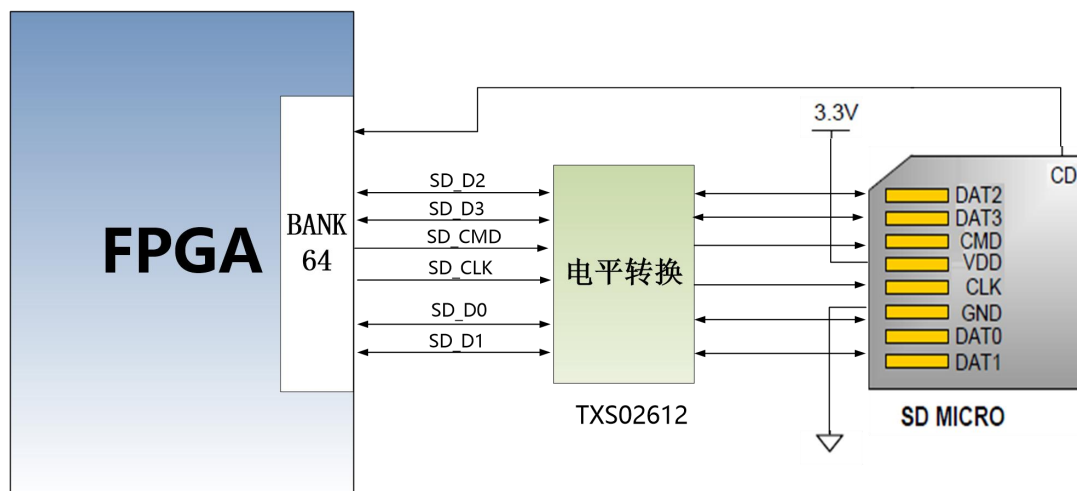 FPGA
BANK
64
SD_D2
SD_D3
SD_CMD
SD_CLK
SD_D0
SD_D1
电平转换
TXS02612
3.3V
CD
DAT2
DAT3
CMD
VDD
CLK
GND
DAT0
DAT1
SD MICRO